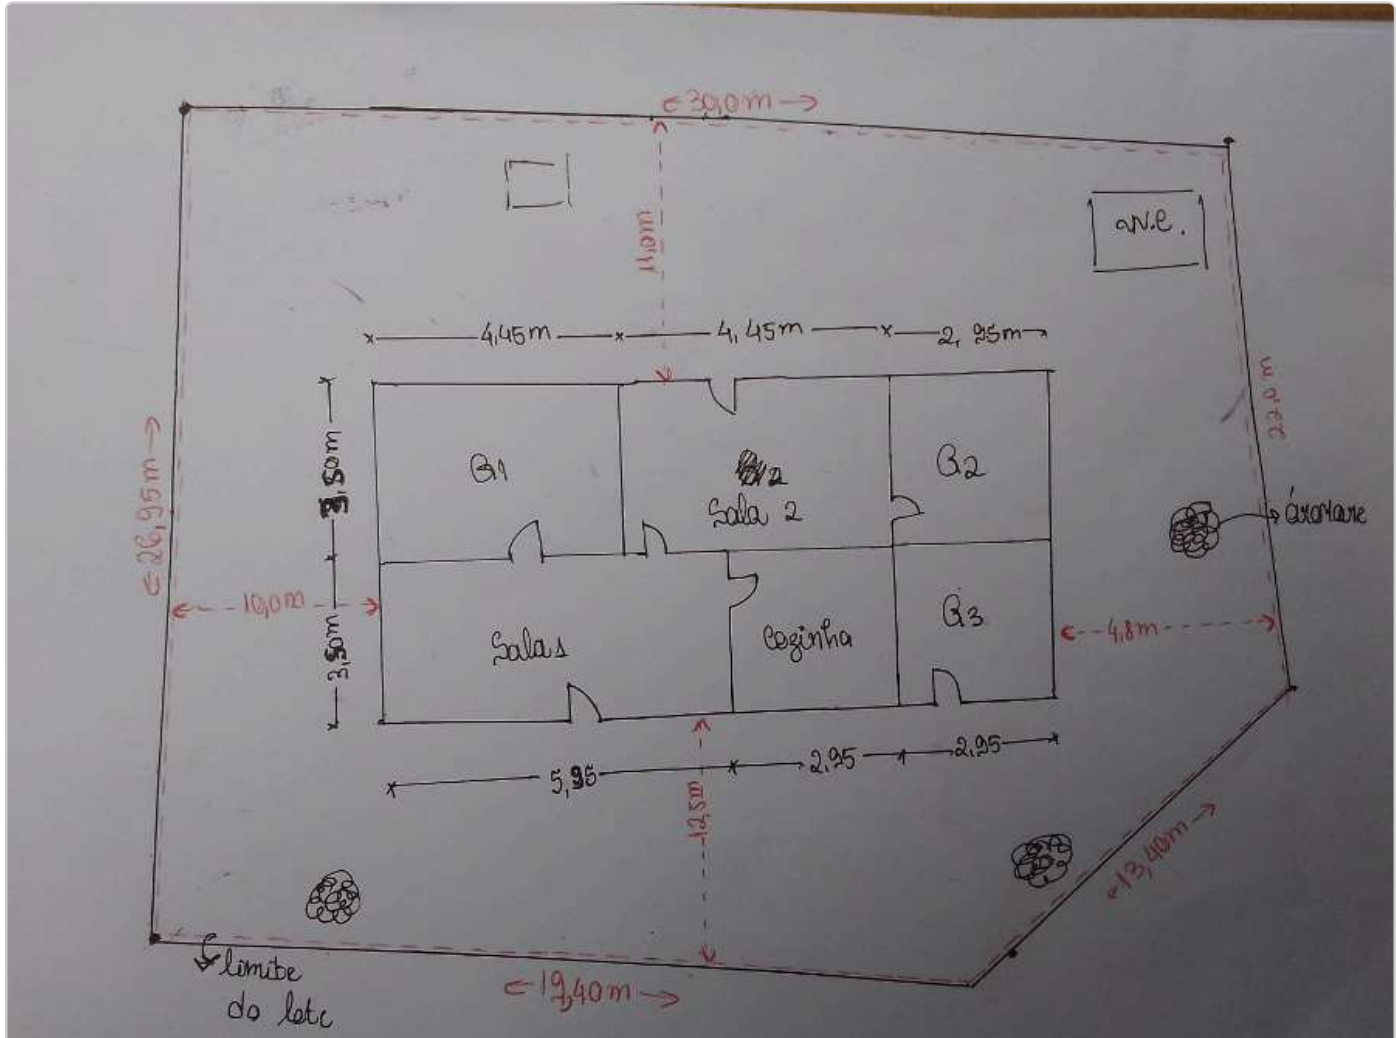 30,0m
11,0m
W.C.
4,45m
4,45m
2,95m
22,0m
26,95m
3,50m
Q1
Sala 2
Q2
árvore
10,0m
3,50m
Sala 1
Cozinha
Q3
4,8m
5,95
2,95
2,95
12,5m
13,40m
limite
do lote
19,40m